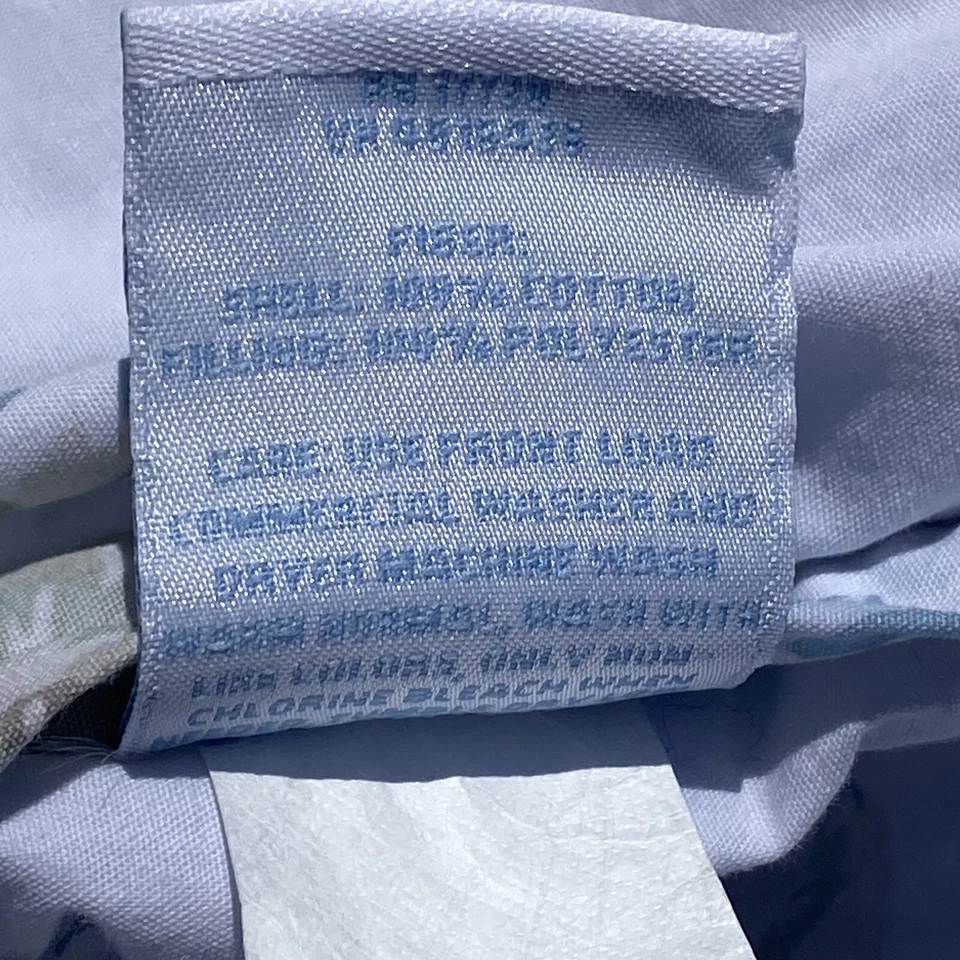 FIBER:
SHELL: 100% COTTON
FILLING: 100% POLYESTER
CARE: USE FRONT LOAD
COMMERCIAL WASHER AND
DRYER MACHINE WASH
WARM NORMAL, WASH WITH
LIKE COLORS, ONLY NON-
CHLORINE BLEACH WHEN